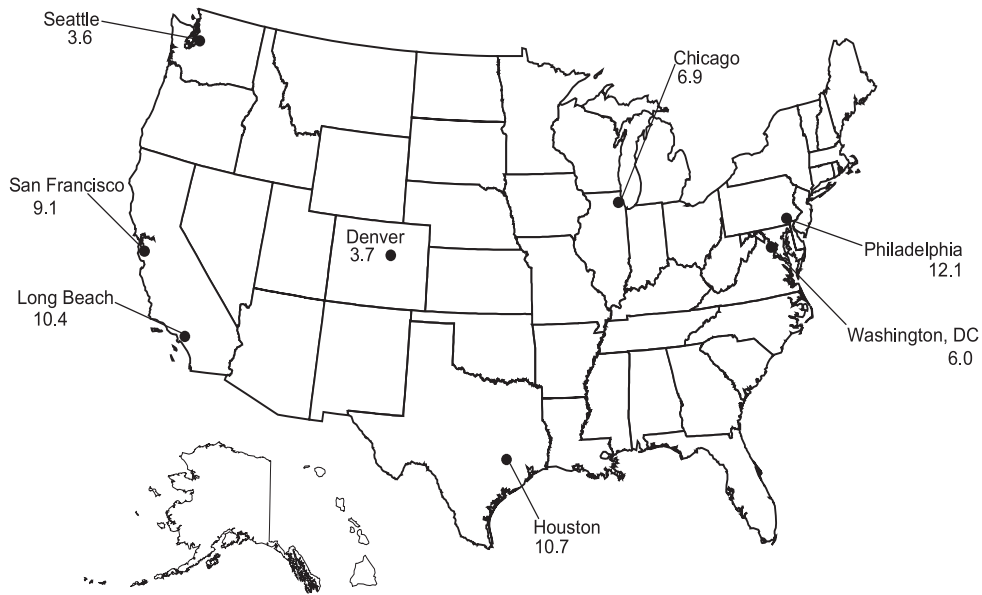 Seattle
3.6
Chicago
6.9
San Francisco
9.1
Denver
3.7
Philadelphia
12.1
Long Beach
10.4
Washington, DC
6.0
Houston
10.7